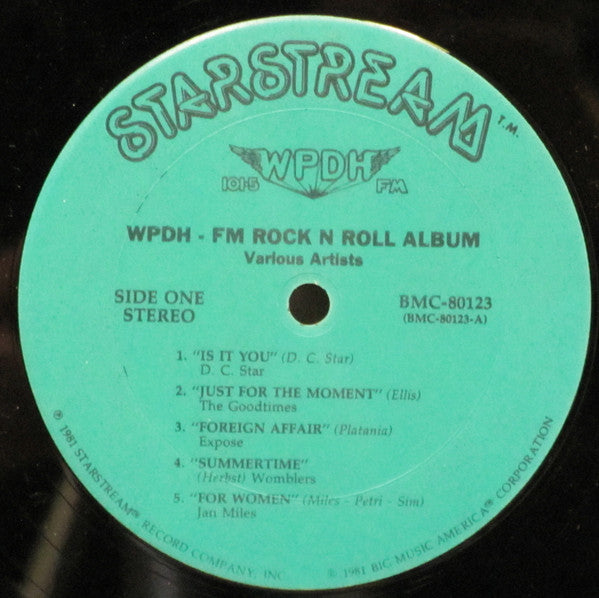 STARSTREAM T.M.
101·5 WPDH FM
WPDH - FM ROCK N ROLL ALBUM
Various Artists
SIDE ONE
STEREO
BMC-80123
(BMC-80123-A)
1. "IS IT YOU" (D. C. Star)
D. C. Star
2. "JUST FOR THE MOMENT" (Ellis)
The Goodtimes
3. "FOREIGN AFFAIR" (Platania)
Expose
4. "SUMMERTIME"
(Herbst) Womblers
5. "FOR WOMEN" (Miles - Petri - Sim)
Jan Miles
℗ 1981 STARSTREAM® RECORD COMPANY, INC.
® 1981 BIG MUSIC AMERICA® CORPORATION